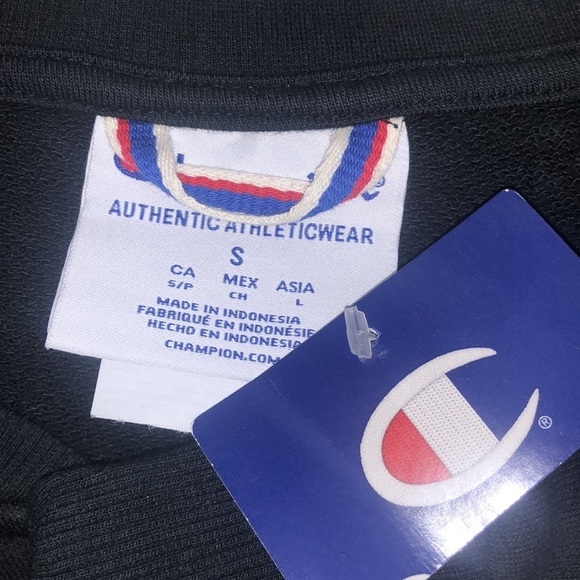 AUTHENTIC ATHLETICWEAR
S
CA MEX ASIA
S/P CH L
MADE IN INDONESIA
FABRIQUÉ EN INDONÉSIE
HECHO EN INDONESIA
CHAMPION.COM
®